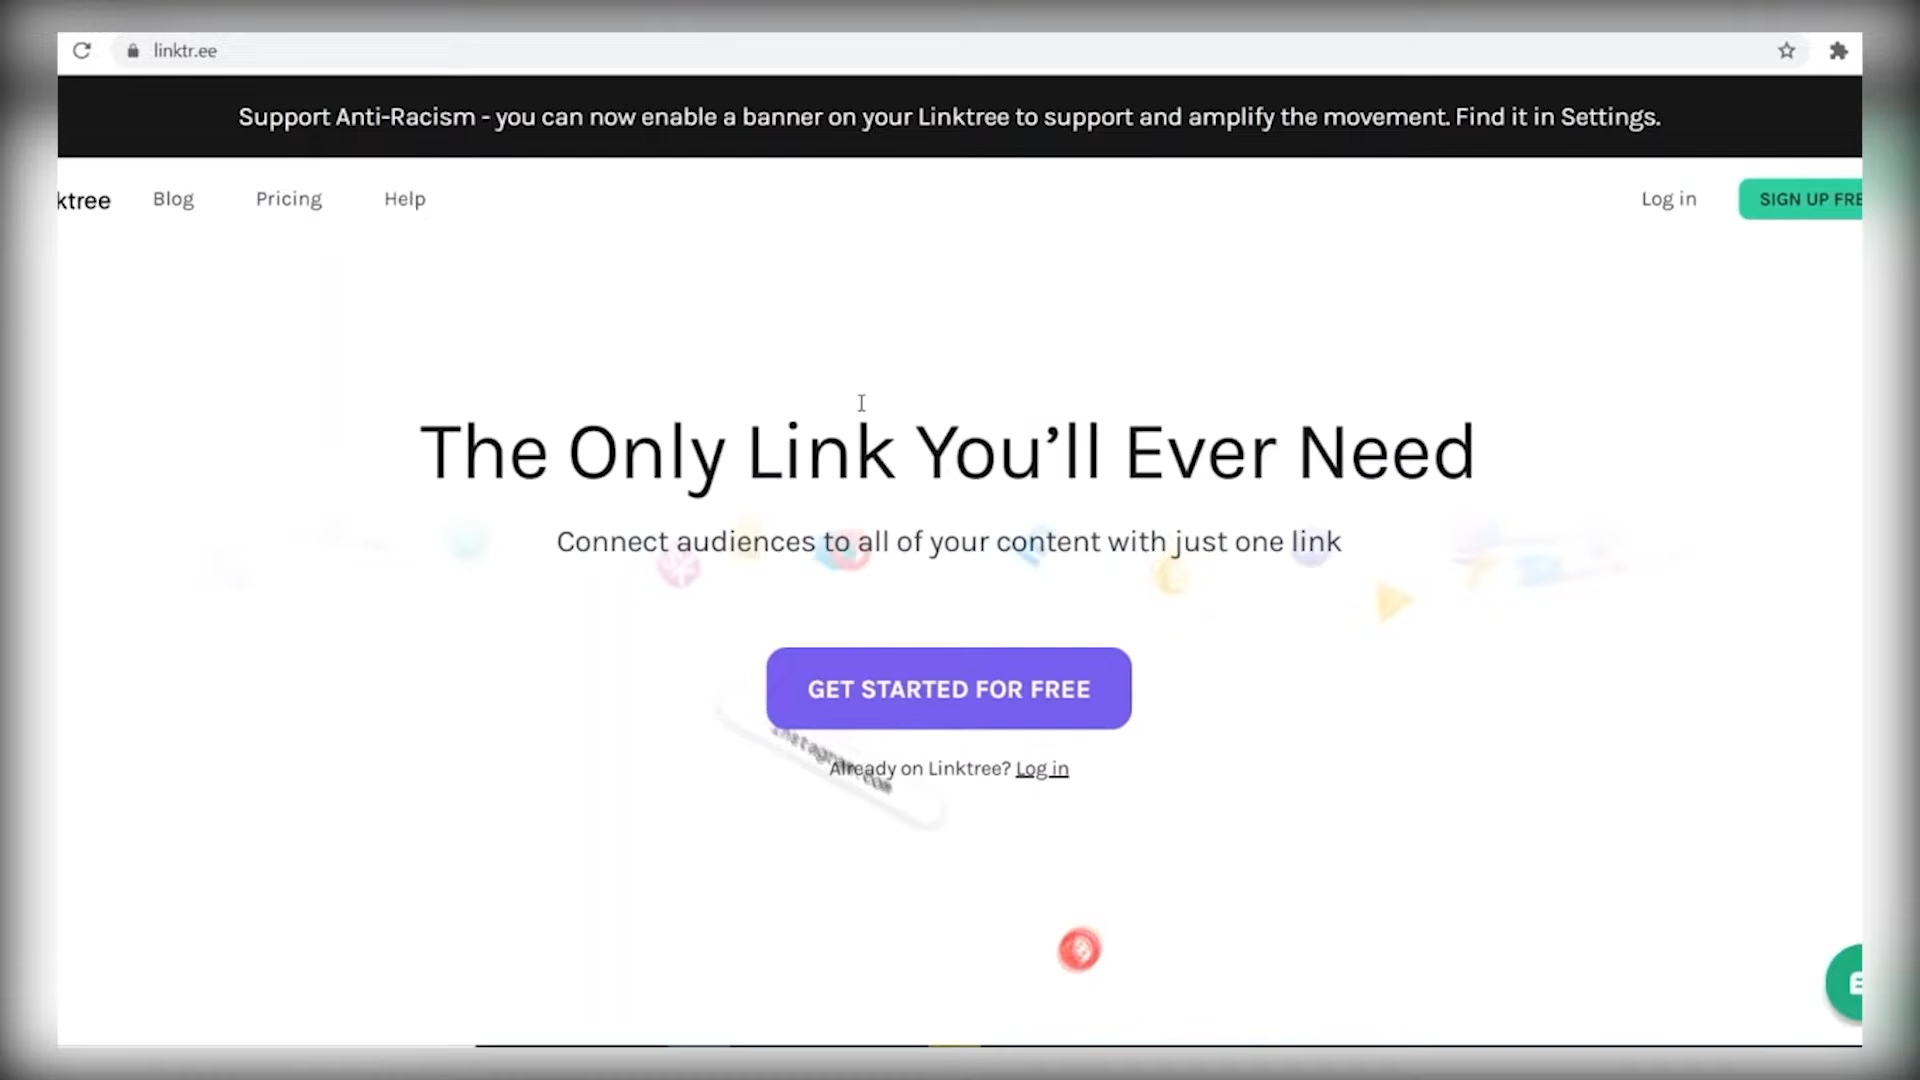 linktr.ee
Support Anti-Racism - you can now enable a banner on your Linktree to support and amplify the movement. Find it in Settings.
ktree Blog Pricing Help Log in SIGN UP FRE
The Only Link You’ll Ever Need
Connect audiences to all of your content with just one link
GET STARTED FOR FREE
instagram.com
Already on Linktree? Log in